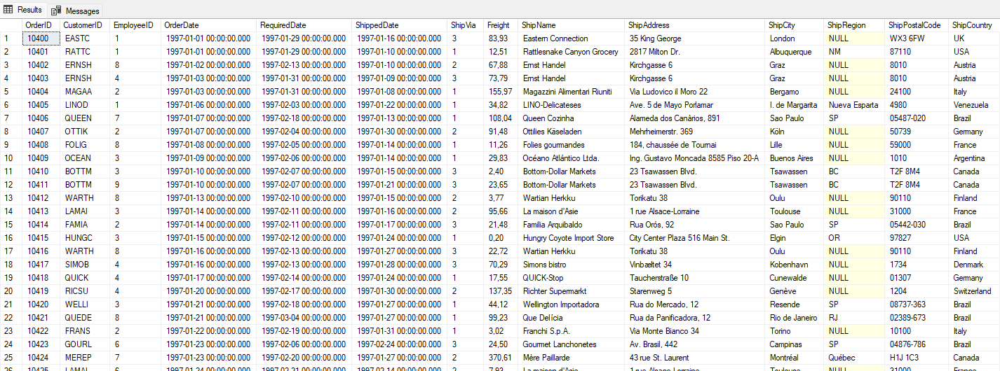 Results Messages
OrderID CustomerID EmployeeID OrderDate RequiredDate ShippedDate ShipVia Freight ShipName ShipAddress ShipCity ShipRegion ShipPostalCode ShipCountry
1 10400 EASTC 1 1997-01-01 00:00:00.000 1997-01-29 00:00:00.000 1997-01-16 00:00:00.000 3 83,93 Eastern Connection 35 King George London NULL WX3 6FW UK
2 10401 RATTC 1 1997-01-01 00:00:00.000 1997-01-29 00:00:00.000 1997-01-10 00:00:00.000 1 12,51 Rattlesnake Canyon Grocery 2817 Milton Dr. Albuquerque NM 87110 USA
3 10402 ERNSH 8 1997-01-02 00:00:00.000 1997-02-13 00:00:00.000 1997-01-10 00:00:00.000 2 67,88 Ernst Handel Kirchgasse 6 Graz NULL 8010 Austria
4 10403 ERNSH 4 1997-01-03 00:00:00.000 1997-01-31 00:00:00.000 1997-01-09 00:00:00.000 3 73,79 Ernst Handel Kirchgasse 6 Graz NULL 8010 Austria
5 10404 MAGAA 2 1997-01-03 00:00:00.000 1997-01-31 00:00:00.000 1997-01-08 00:00:00.000 1 155,97 Magazzini Alimentari Riuniti Via Ludovico il Moro 22 Bergamo NULL 24100 Italy
6 10405 LINOD 1 1997-01-06 00:00:00.000 1997-02-03 00:00:00.000 1997-01-22 00:00:00.000 1 34,82 LINO-Delicateses Ave. 5 de Mayo Porlamar I. de Margarita Nueva Esparta 4980 Venezuela
7 10406 QUEEN 7 1997-01-07 00:00:00.000 1997-02-18 00:00:00.000 1997-01-13 00:00:00.000 1 108,04 Queen Cozinha Alameda dos Canàrios, 891 Sao Paulo SP 05487-020 Brazil
8 10407 OTTIK 2 1997-01-07 00:00:00.000 1997-02-04 00:00:00.000 1997-01-30 00:00:00.000 2 91,48 Ottilies Käseladen Mehrheimerstr. 369 Köln NULL 50739 Germany
9 10408 FOLIG 8 1997-01-08 00:00:00.000 1997-02-05 00:00:00.000 1997-01-14 00:00:00.000 1 11,26 Folies gourmandes 184, chaussée de Tournai Lille NULL 59000 France
10 10409 OCEAN 3 1997-01-09 00:00:00.000 1997-02-06 00:00:00.000 1997-01-14 00:00:00.000 1 29,83 Océano Atlántico Ltda. Ing. Gustavo Moncada 8585 Piso 20-A Buenos Aires NULL 1010 Argentina
11 10410 BOTTM 3 1997-01-10 00:00:00.000 1997-02-07 00:00:00.000 1997-01-15 00:00:00.000 3 2,40 Bottom-Dollar Markets 23 Tsawassen Blvd. Tsawassen BC T2F 8M4 Canada
12 10411 BOTTM 9 1997-01-10 00:00:00.000 1997-02-07 00:00:00.000 1997-01-21 00:00:00.000 3 23,65 Bottom-Dollar Markets 23 Tsawassen Blvd. Tsawassen BC T2F 8M4 Canada
13 10412 WARTH 8 1997-01-13 00:00:00.000 1997-02-10 00:00:00.000 1997-01-15 00:00:00.000 2 3,77 Wartian Herkku Torikatu 38 Oulu NULL 90110 Finland
14 10413 LAMAI 3 1997-01-14 00:00:00.000 1997-02-11 00:00:00.000 1997-01-16 00:00:00.000 2 95,66 La maison d'Asie 1 rue Alsace-Lorraine Toulouse NULL 31000 France
15 10414 FAMIA 2 1997-01-14 00:00:00.000 1997-02-11 00:00:00.000 1997-01-17 00:00:00.000 3 21,48 Familia Arquibaldo Rua Orós, 92 Sao Paulo SP 05442-030 Brazil
16 10415 HUNGC 3 1997-01-15 00:00:00.000 1997-02-12 00:00:00.000 1997-01-24 00:00:00.000 1 0,20 Hungry Coyote Import Store City Center Plaza 516 Main St. Elgin OR 97827 USA
17 10416 WARTH 8 1997-01-16 00:00:00.000 1997-02-13 00:00:00.000 1997-01-27 00:00:00.000 3 22,72 Wartian Herkku Torikatu 38 Oulu NULL 90110 Finland
18 10417 SIMOB 4 1997-01-16 00:00:00.000 1997-02-13 00:00:00.000 1997-01-28 00:00:00.000 3 70,29 Simons bistro Vinbæltet 34 Kobenhavn NULL 1734 Denmark
19 10418 QUICK 4 1997-01-17 00:00:00.000 1997-02-14 00:00:00.000 1997-01-24 00:00:00.000 1 17,55 QUICK-Stop Taucherstraße 10 Cunewalde NULL 01307 Germany
20 10419 RICSU 4 1997-01-20 00:00:00.000 1997-02-17 00:00:00.000 1997-01-30 00:00:00.000 2 137,35 Richter Supermarkt Starenweg 5 Genève NULL 1204 Switzerland
21 10420 WELLI 3 1997-01-21 00:00:00.000 1997-02-18 00:00:00.000 1997-01-27 00:00:00.000 1 44,12 Wellington Importadora Rua do Mercado, 12 Resende SP 08737-363 Brazil
22 10421 QUEDE 8 1997-01-21 00:00:00.000 1997-03-04 00:00:00.000 1997-01-27 00:00:00.000 1 99,23 Que Delícia Rua da Panificadora, 12 Rio de Janeiro RJ 02389-673 Brazil
23 10422 FRANS 2 1997-01-22 00:00:00.000 1997-02-19 00:00:00.000 1997-01-31 00:00:00.000 1 3,02 Franchi S.p.A. Via Monte Bianco 34 Torino NULL 10100 Italy
24 10423 GOURL 6 1997-01-23 00:00:00.000 1997-02-06 00:00:00.000 1997-02-24 00:00:00.000 3 24,50 Gourmet Lanchonetes Av. Brasil, 442 Campinas SP 04876-786 Brazil
25 10424 MEREP 7 1997-01-23 00:00:00.000 1997-02-20 00:00:00.000 1997-01-27 00:00:00.000 2 370,61 Mère Paillarde 43 rue St. Laurent Montréal Québec H1J 1C3 Canada